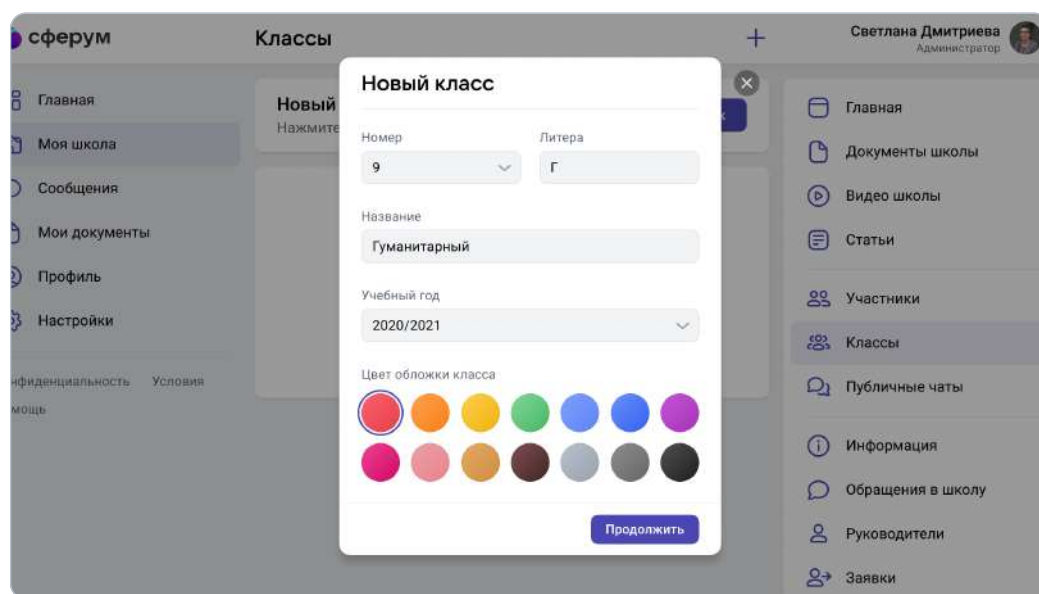 сферум
Классы
Светлана Дмитриева
Администратор
Главная
Моя школа
Сообщения
Мои документы
Профиль
Настройки
Условия
Новый
Нажмите
Новый класс
Номер
Литера
9
Г
Название
Гуманитарный
Учебный год
2020/2021
Цвет обложки класса
Продолжить
Главная
Документы школы
Видео школы
Статьи
Участники
Классы
Публичные чаты
Информация
Обращения в школу
Руководители
Заявки